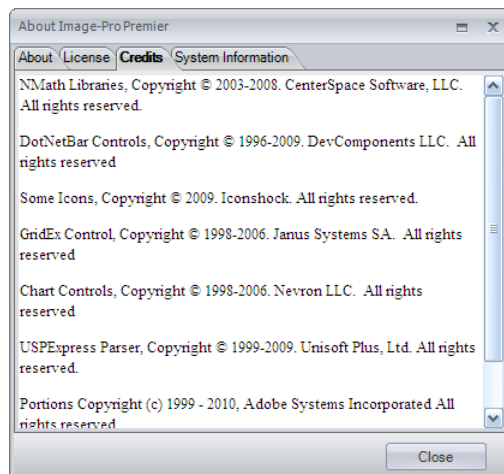 About Image-Pro Premier
About License Credits System Information
NMath Libraries, Copyright © 2003-2008. CenterSpace Software, LLC.
All rights reserved.
DotNetBar Controls, Copyright © 1996-2009. DevComponents LLC.  All
rights reserved
Some Icons, Copyright © 2009. Iconshock. All rights reserved.
GridEx Control, Copyright © 1998-2006. Janus Systems SA.  All rights
reserved
Chart Controls, Copyright © 1998-2006. Nevron LLC.  All rights
reserved
USPExpress Parser, Copyright © 1999-2009. Unisoft Plus, Ltd. All rights
reserved.
Portions Copyright (c) 1999 - 2010, Adobe Systems Incorporated All
rights reserved
Close